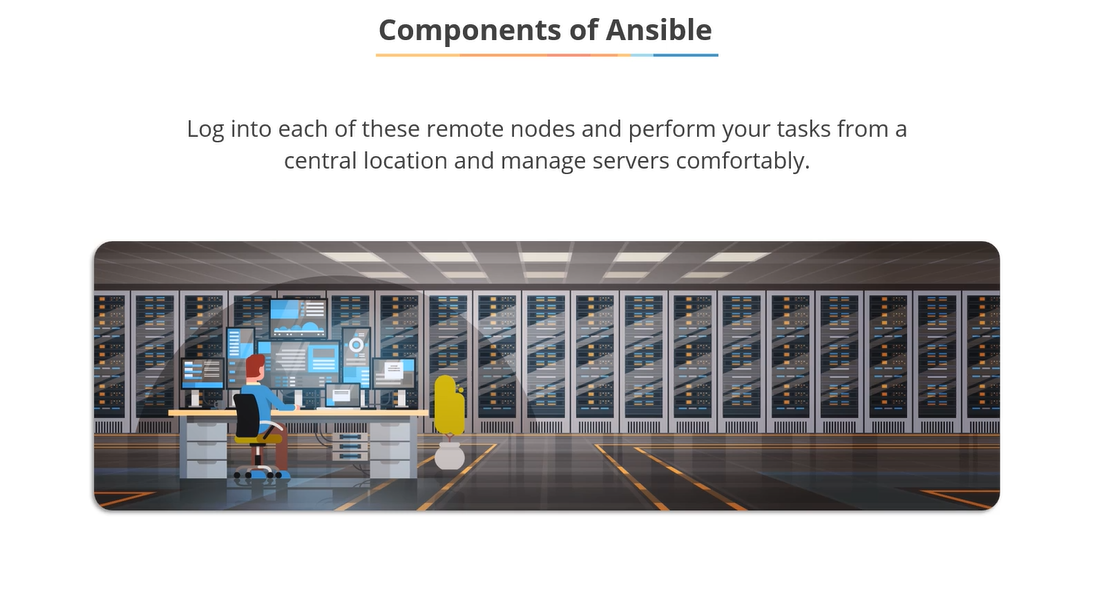 Components of Ansible
Log into each of these remote nodes and perform your tasks from a
central location and manage servers comfortably.